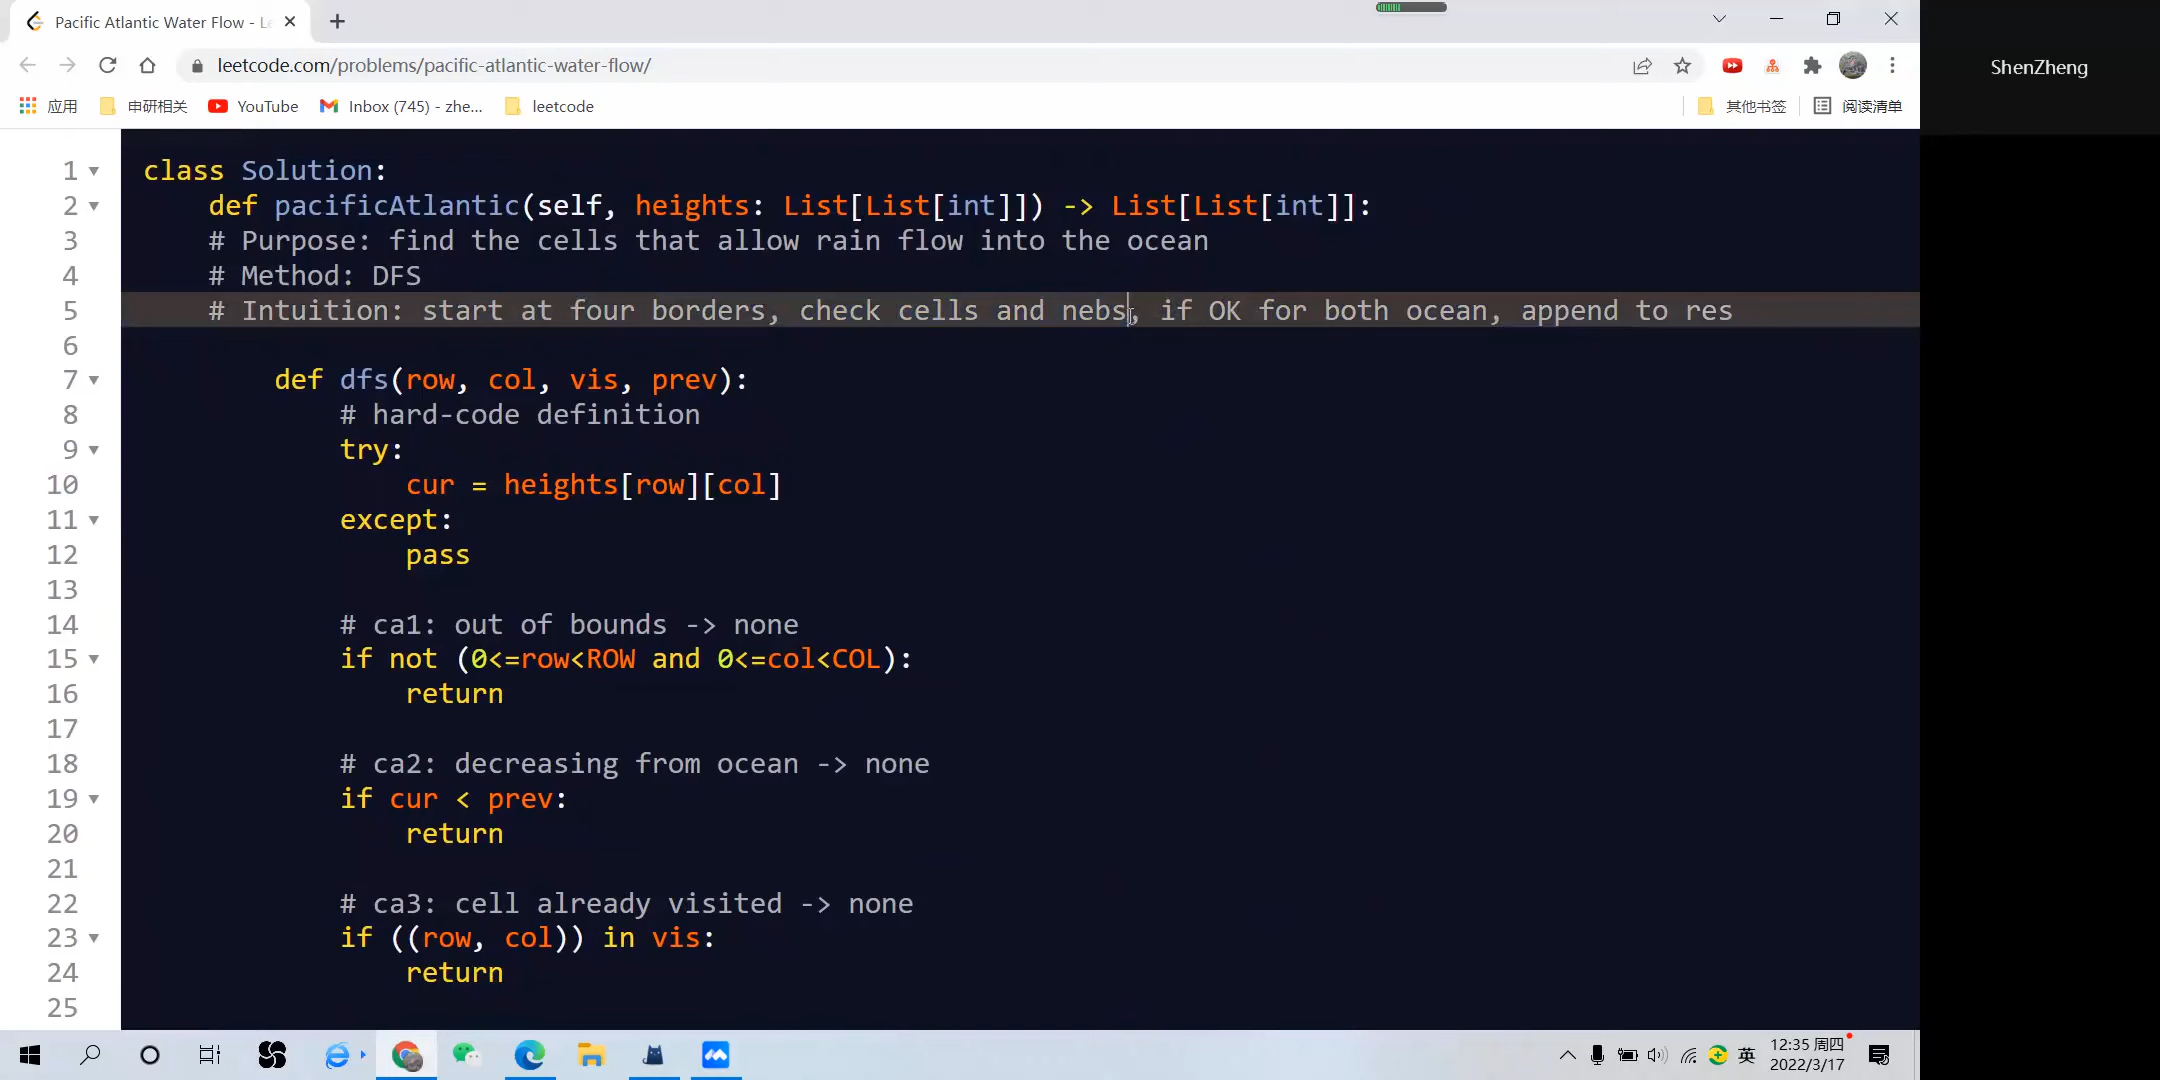 Pacific Atlantic Water Flow - Le
leetcode.com/problems/pacific-atlantic-water-flow/
ShenZheng
应用
申研相关
YouTube
Inbox (745) - zhe...
leetcode
其他书签
阅读清单
1 class Solution:
2 def pacificAtlantic(self, heights: List[List[int]]) -> List[List[int]]:
3 # Purpose: find the cells that allow rain flow into the ocean
4 # Method: DFS
5 # Intuition: start at four borders, check cells and nebs, if OK for both ocean, append to res
6
7 def dfs(row, col, vis, prev):
8 # hard-code definition
9 try:
10 cur = heights[row][col]
11 except:
12 pass
13
14 # ca1: out of bounds -> none
15 if not (0<=row<ROW and 0<=col<COL):
16 return
17
18 # ca2: decreasing from ocean -> none
19 if cur < prev:
20 return
21
22 # ca3: cell already visited -> none
23 if ((row, col)) in vis:
24 return
25
英
12:35 周四
2022/3/17